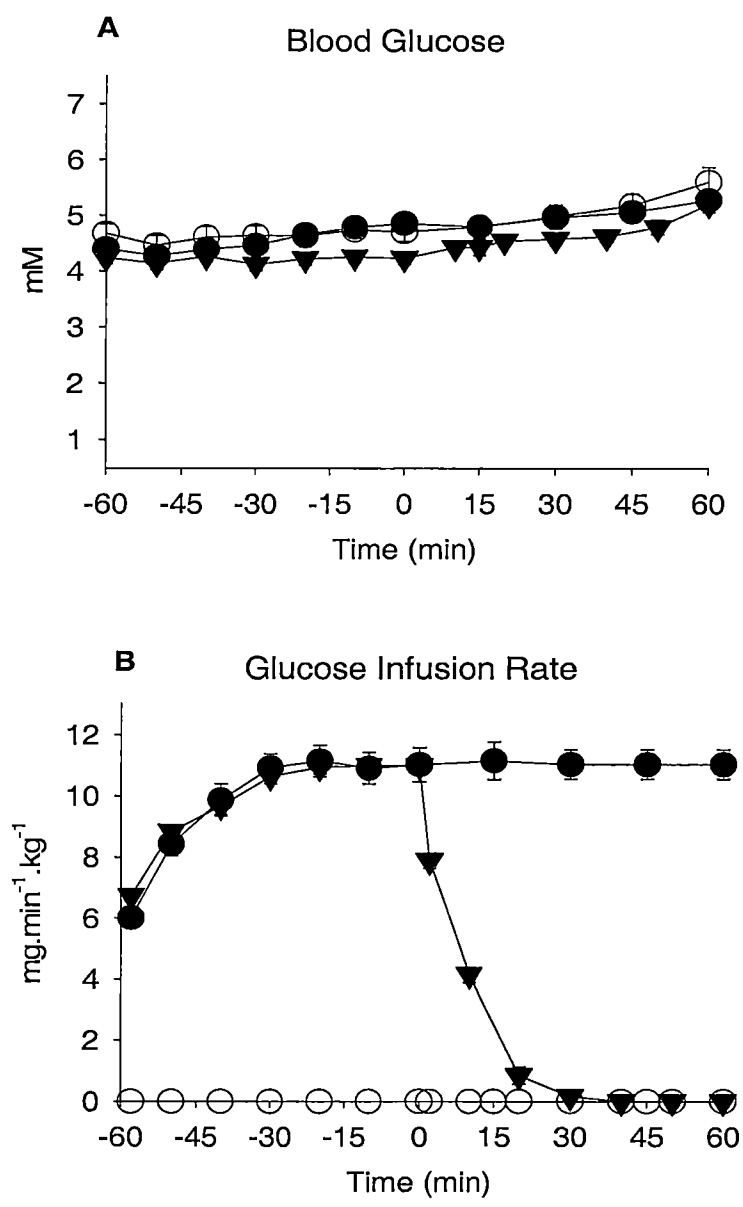 A
Blood Glucose
7
6
5
4
3
2
1
mM
-60 -45 -30 -15 0 15 30 45 60
Time (min)
B
Glucose Infusion Rate
12
10
8
6
4
2
0
mg.min⁻¹.kg⁻¹
-60 -45 -30 -15 0 15 30 45 60
Time (min)